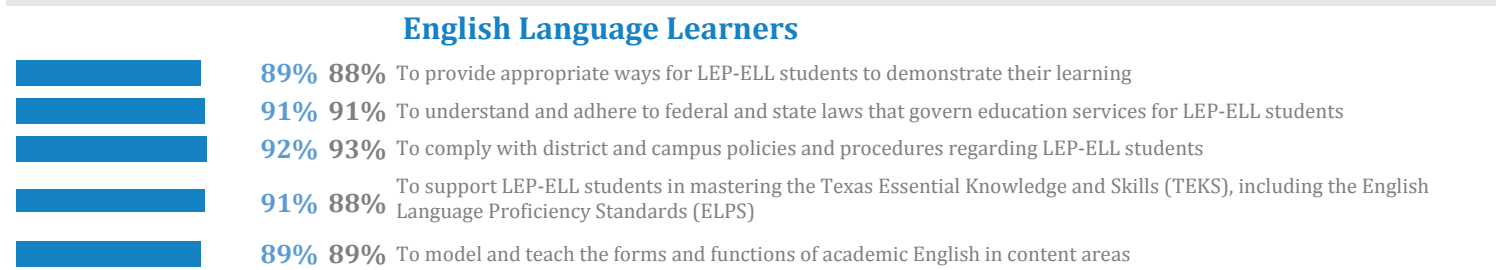 English Language Learners
89% 88% To provide appropriate ways for LEP-ELL students to demonstrate their learning
91% 91% To understand and adhere to federal and state laws that govern education services for LEP-ELL students
92% 93% To comply with district and campus policies and procedures regarding LEP-ELL students
91% 88% To support LEP-ELL students in mastering the Texas Essential Knowledge and Skills (TEKS), including the English
Language Proficiency Standards (ELPS)
89% 89% To model and teach the forms and functions of academic English in content areas